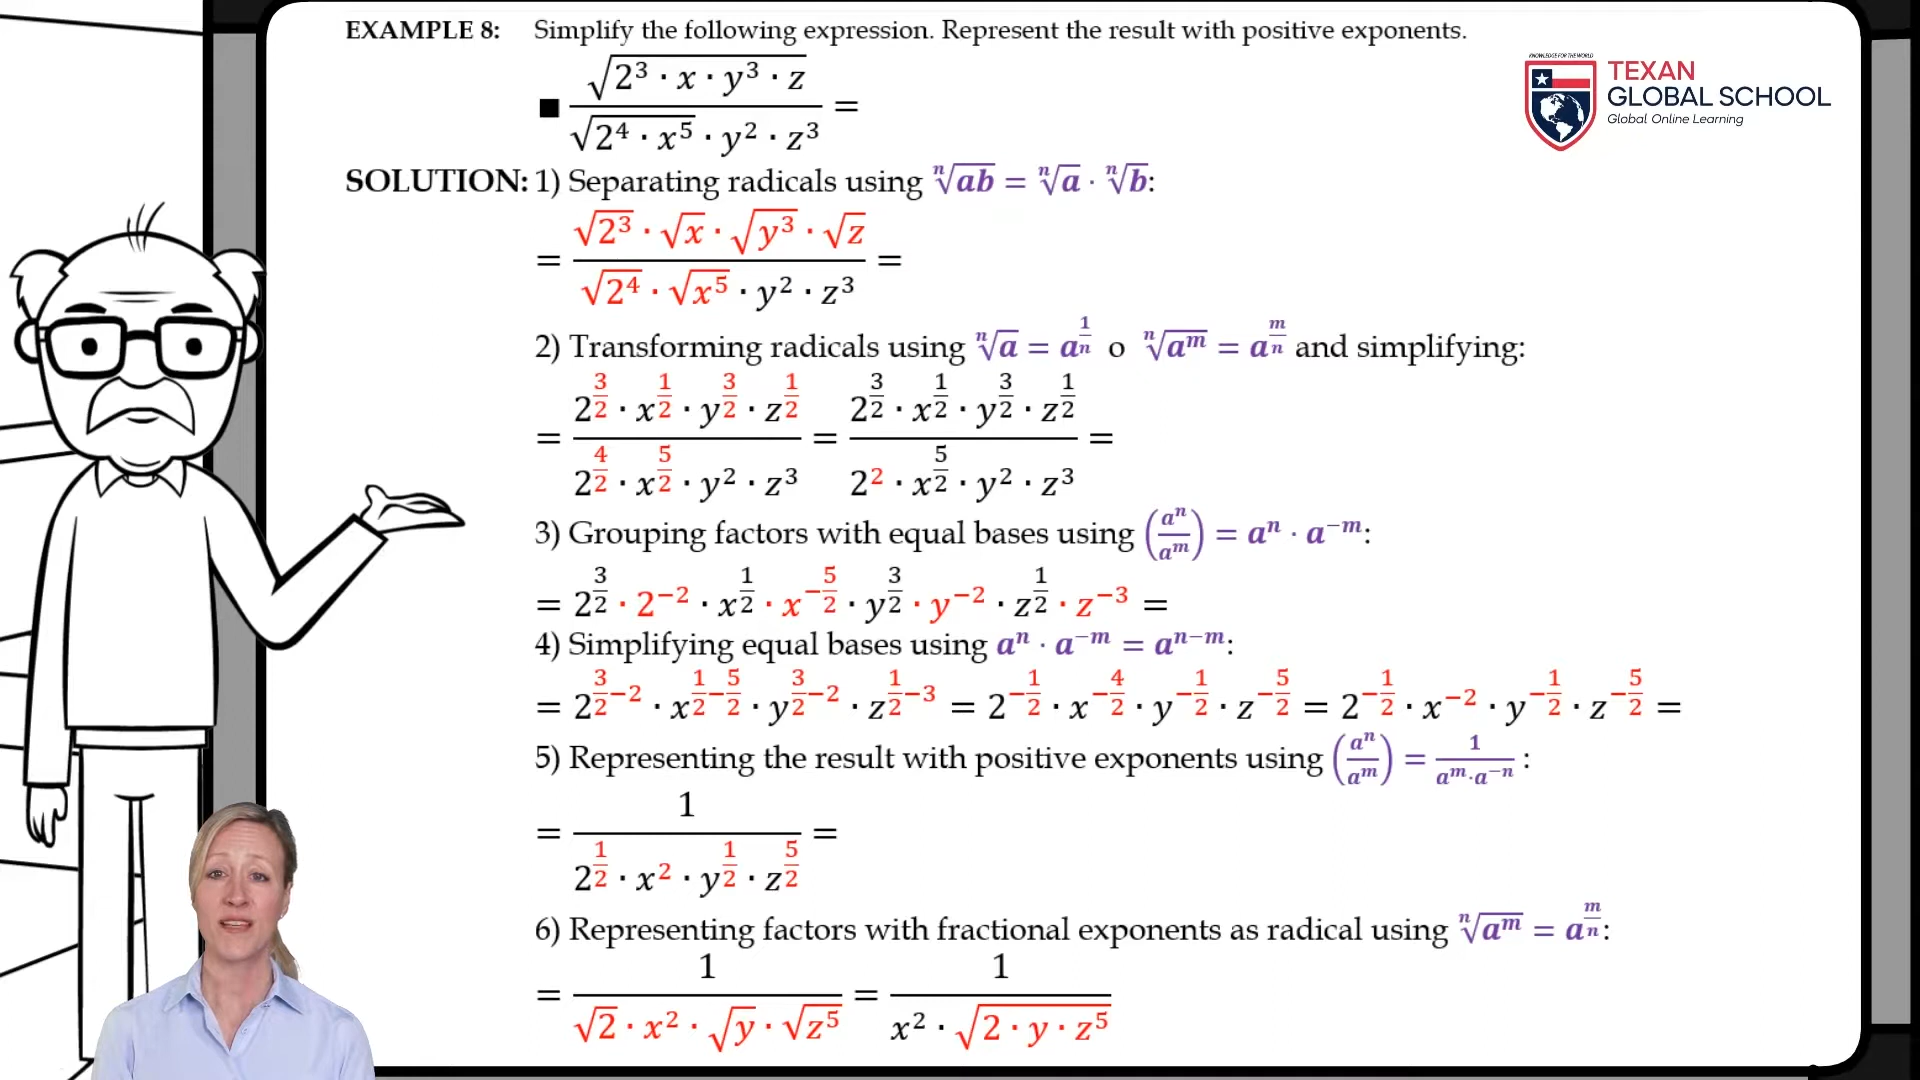 EXAMPLE 8: Simplify the following expression. Represent the result with positive exponents.
■ √(2³ · x · y³ · z) / (√(2⁴ · x⁵) · y² · z³) =
KNOWLEDGE FOR THE WORLD
TEXAN
GLOBAL SCHOOL
Global Online Learning
SOLUTION: 1) Separating radicals using ⁿ√(ab) = ⁿ√a · ⁿ√b:
= (√(2³) · √x · √(y³) · √z) / (√(2⁴) · √(x⁵) · y² · z³) =
2) Transforming radicals using ⁿ√a = a^(1/n) o ⁿ√(a^m) = a^(m/n) and simplifying:
= (2^(3/2) · x^(1/2) · y^(3/2) · z^(1/2)) / (2^(4/2) · x^(5/2) · y² · z³) = (2^(3/2) · x^(1/2) · y^(3/2) · z^(1/2)) / (2² · x^(5/2) · y² · z³) =
3) Grouping factors with equal bases using (a^n / a^m) = a^n · a^(−m):
= 2^(3/2) · 2^(−2) · x^(1/2) · x^(−5/2) · y^(3/2) · y^(−2) · z^(1/2) · z^(−3) =
4) Simplifying equal bases using a^n · a^(−m) = a^(n−m):
= 2^(3/2−2) · x^(1/2−5/2) · y^(3/2−2) · z^(1/2−3) = 2^(−1/2) · x^(−4/2) · y^(−1/2) · z^(−5/2) = 2^(−1/2) · x^(−2) · y^(−1/2) · z^(−5/2) =
5) Representing the result with positive exponents using (a^n / a^m) = 1 / (a^m · a^(−n)) :
= 1 / (2^(1/2) · x² · y^(1/2) · z^(5/2)) =
6) Representing factors with fractional exponents as radical using ⁿ√(a^m) = a^(m/n):
= 1 / (√2 · x² · √y · √(z⁵)) = 1 / (x² · √(2 · y · z⁵))